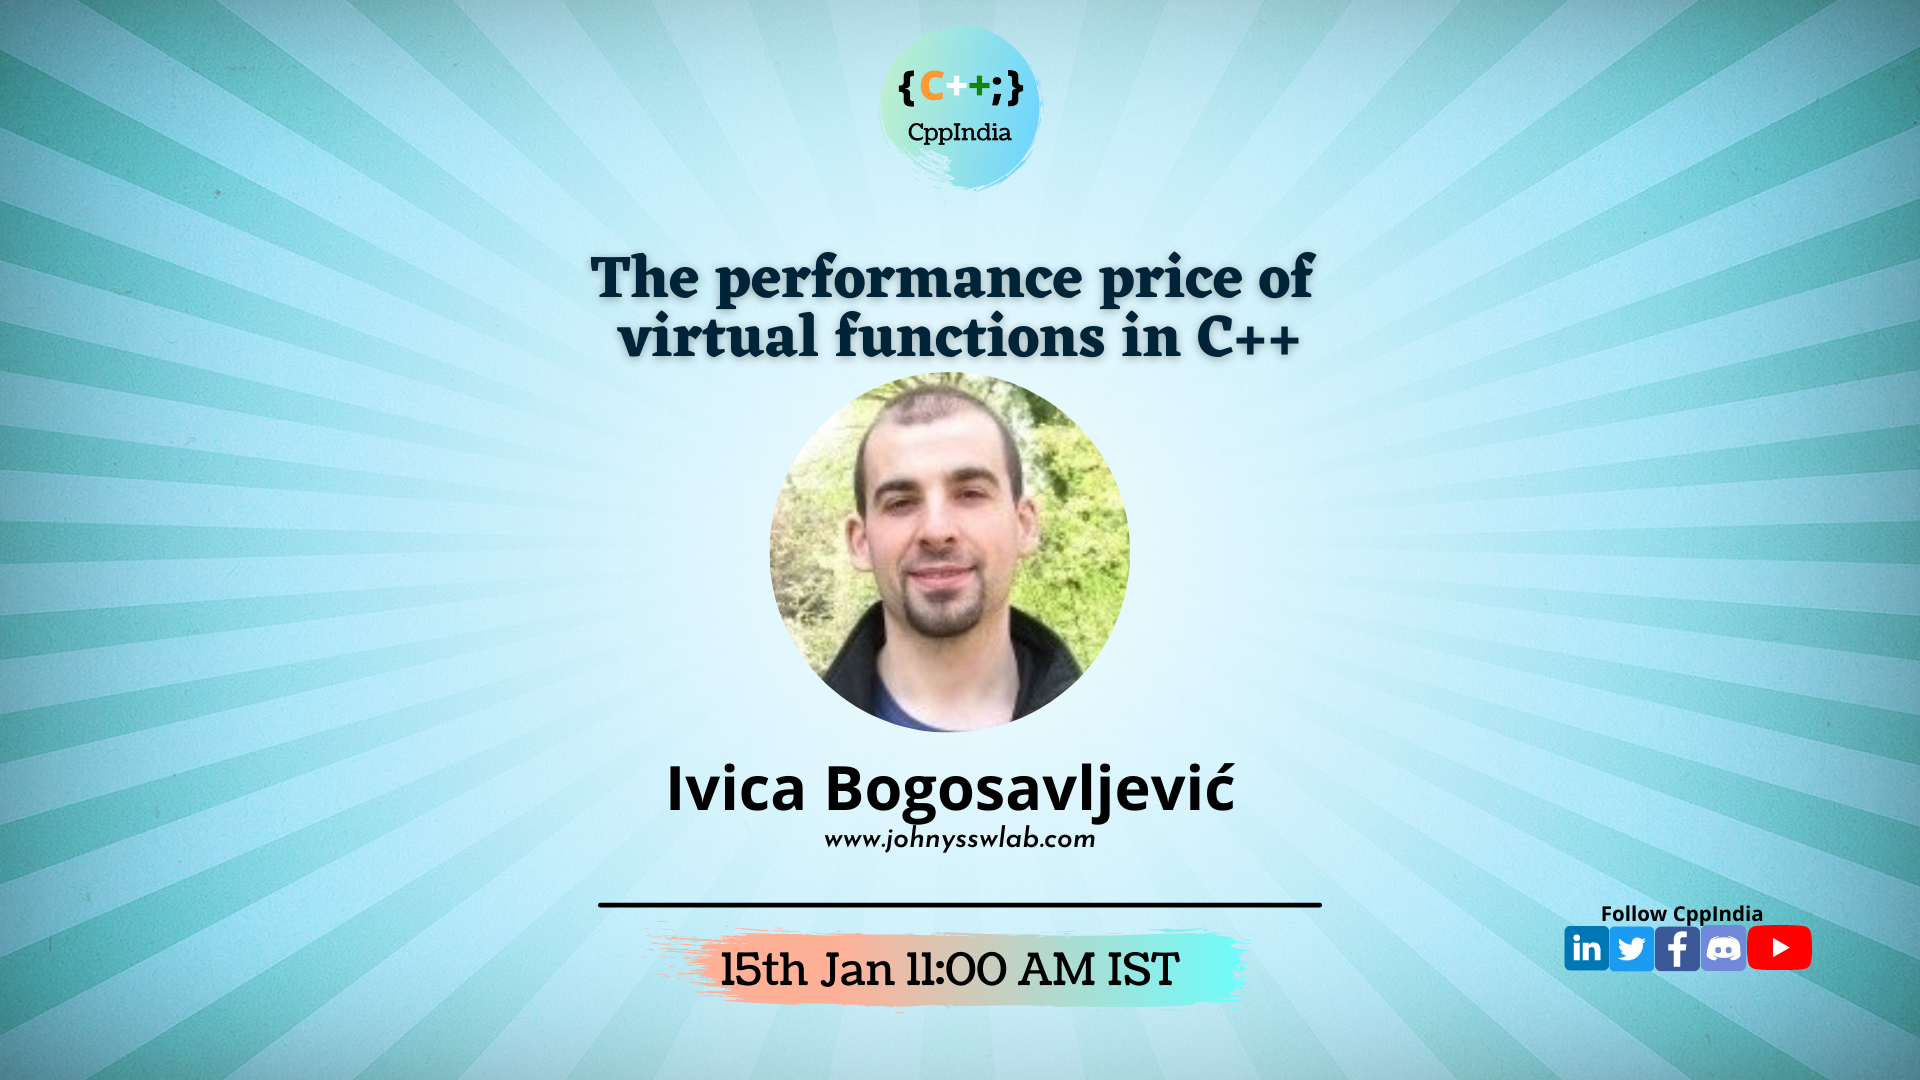 {C++;}
CppIndia
The performance price of
virtual functions in C++
Ivica Bogosavljević
www.johnysswlab.com
15th Jan 11:00 AM IST
Follow CppIndia
in
f